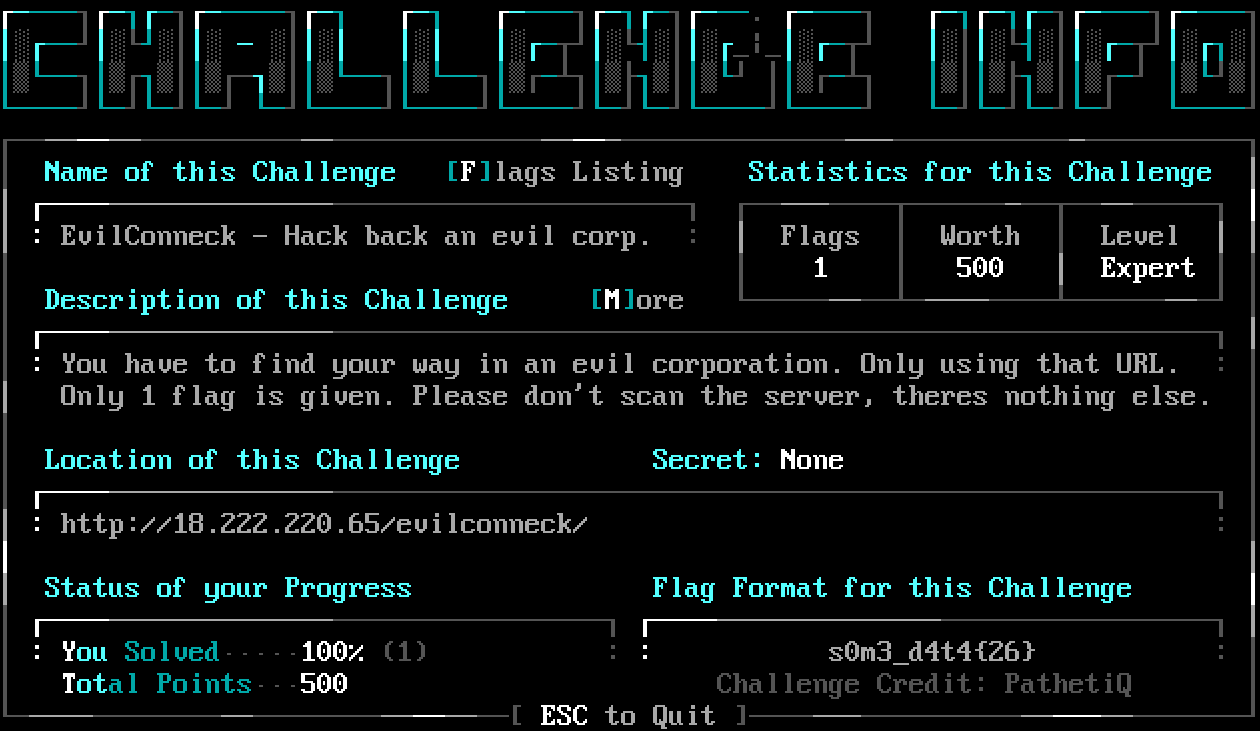 CHALLENGE INFO
Name of this Challenge [F]lags Listing Statistics for this Challenge
: EvilConneck - Hack back an evil corp. : Flags Worth Level
1 500 Expert
Description of this Challenge [M]ore
: You have to find your way in an evil corporation. Only using that URL. :
Only 1 flag is given. Please don't scan the server, theres nothing else.
Location of this Challenge Secret: None
: http://18.222.220.65/evilconneck/ :
Status of your Progress Flag Format for this Challenge
: You Solved·····100% (1) : : s0m3_d4t4{26} :
Total Points···500 Challenge Credit: PathetiQ
[ ESC to Quit ]